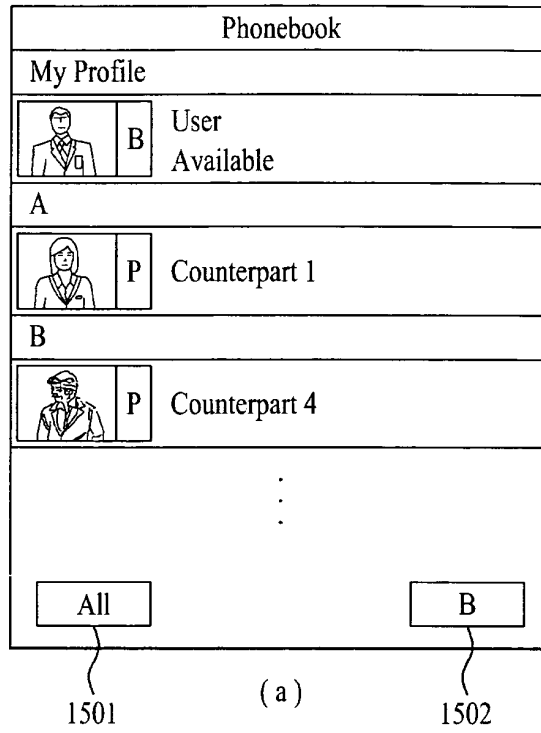 Phonebook
My Profile
B
User
Available
A
P
Counterpart 1
B
P
Counterpart 4
All
B
1501
(a)
1502